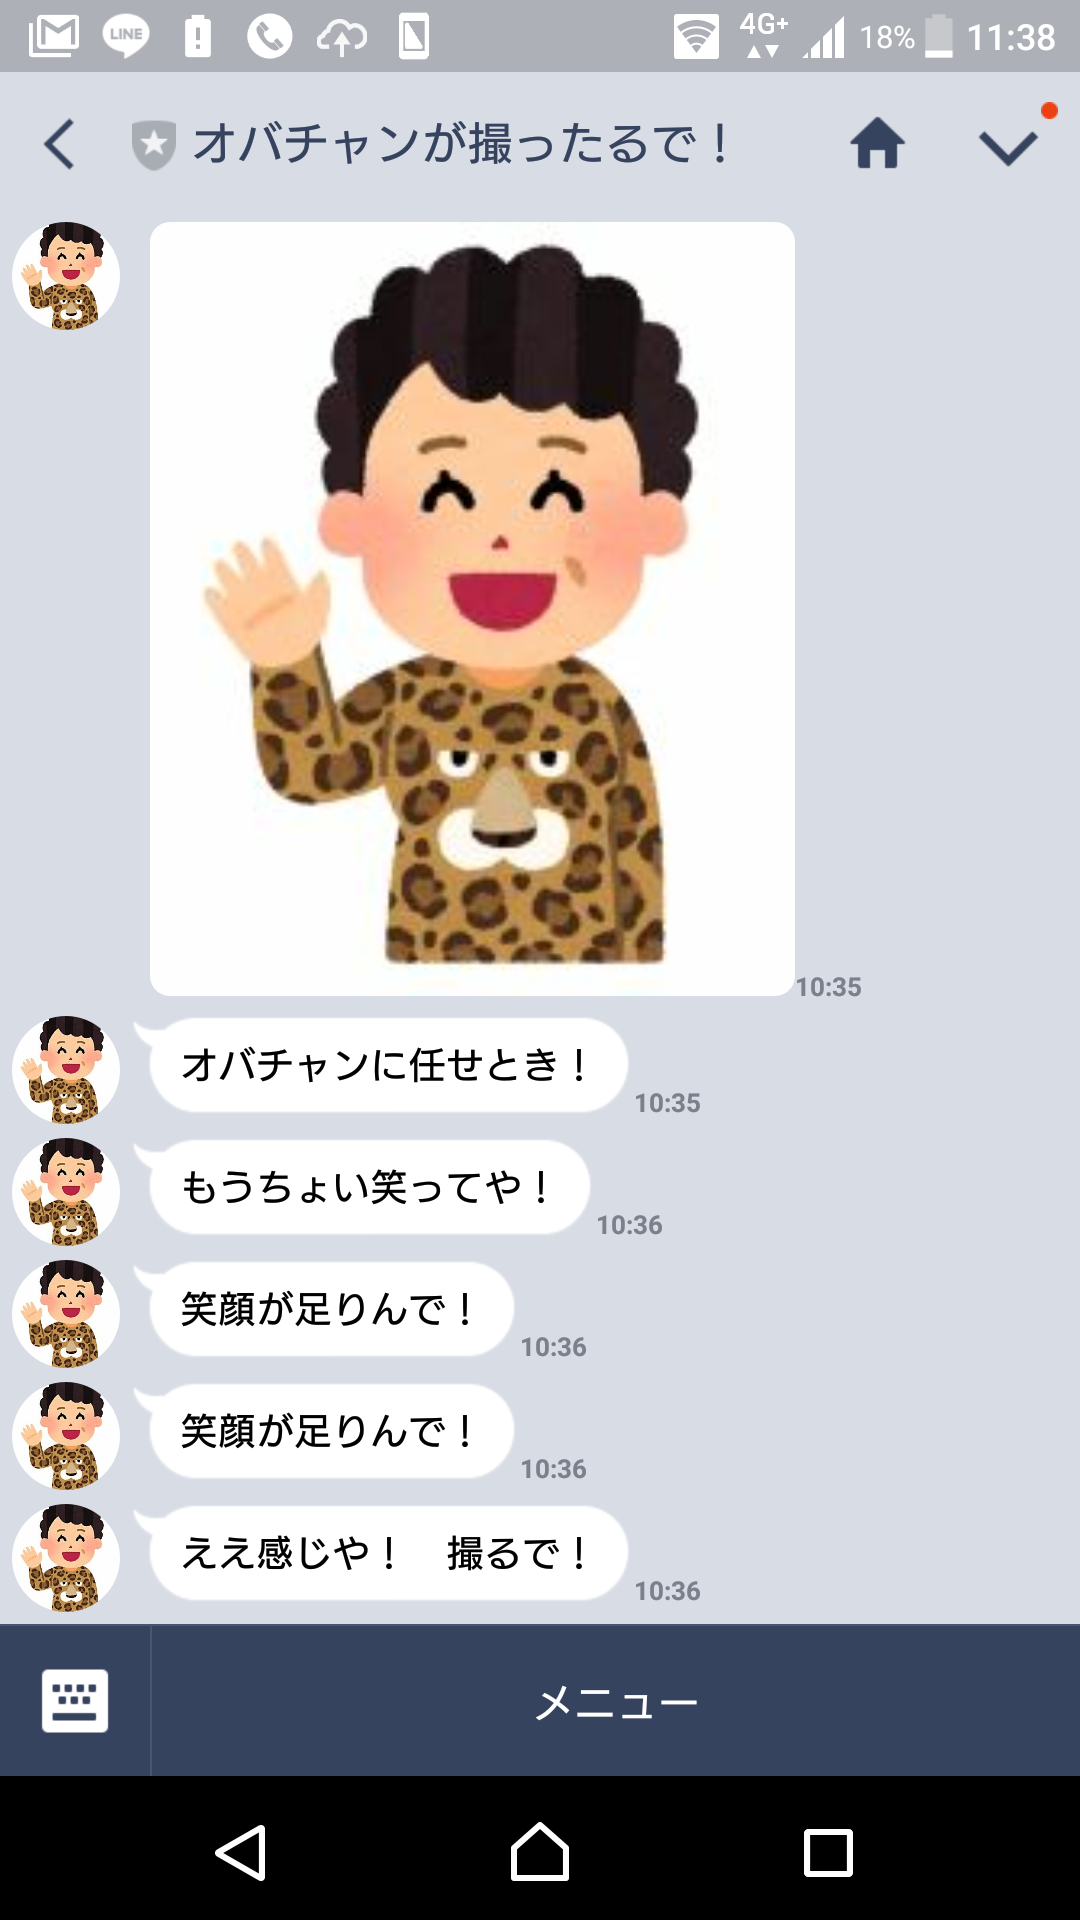 LINE
4G+
18%
11:38
オバチャンが撮ったるで！
10:35
オバチャンに任せとき！
10:35
もうちょい笑ってや！
10:36
笑顔が足りんで！
10:36
笑顔が足りんで！
10:36
ええ感じや！　撮るで！
10:36
メニュー